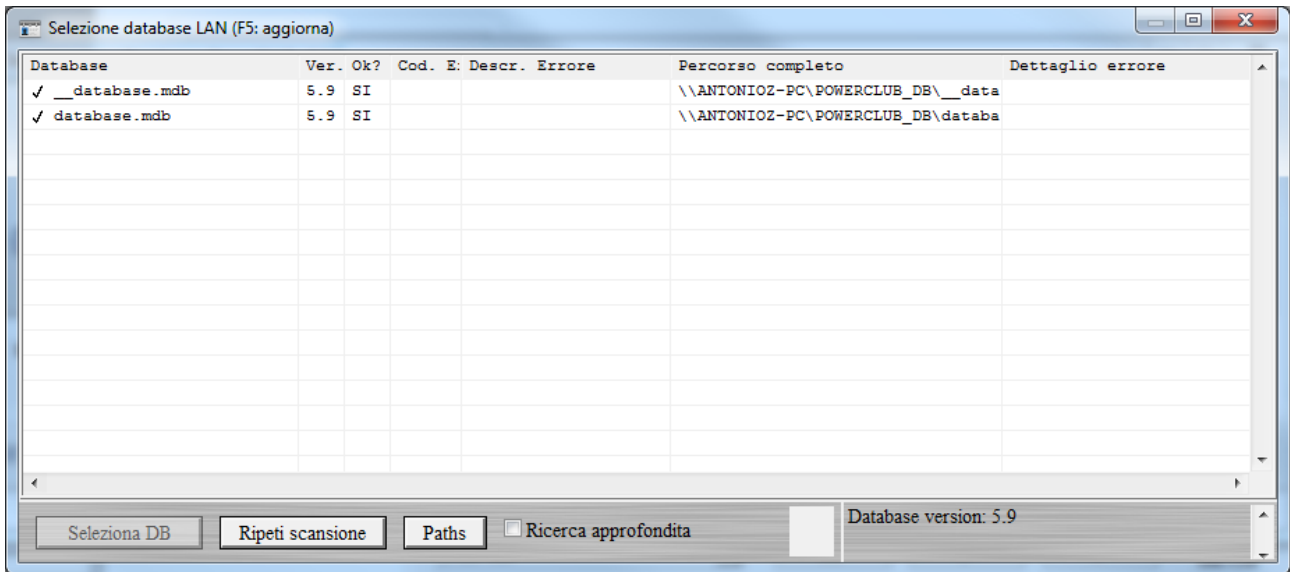 Selezione database LAN (F5: aggiorna)
Database Ver. Ok? Cod. E: Descr. Errore Percorso completo Dettaglio errore
✓ __database.mdb 5.9 SI \\ANTONIOZ-PC\POWERCLUB_DB\__data
✓ database.mdb 5.9 SI \\ANTONIOZ-PC\POWERCLUB_DB\databa
Seleziona DB Ripeti scansione Paths Ricerca approfondita Database version: 5.9